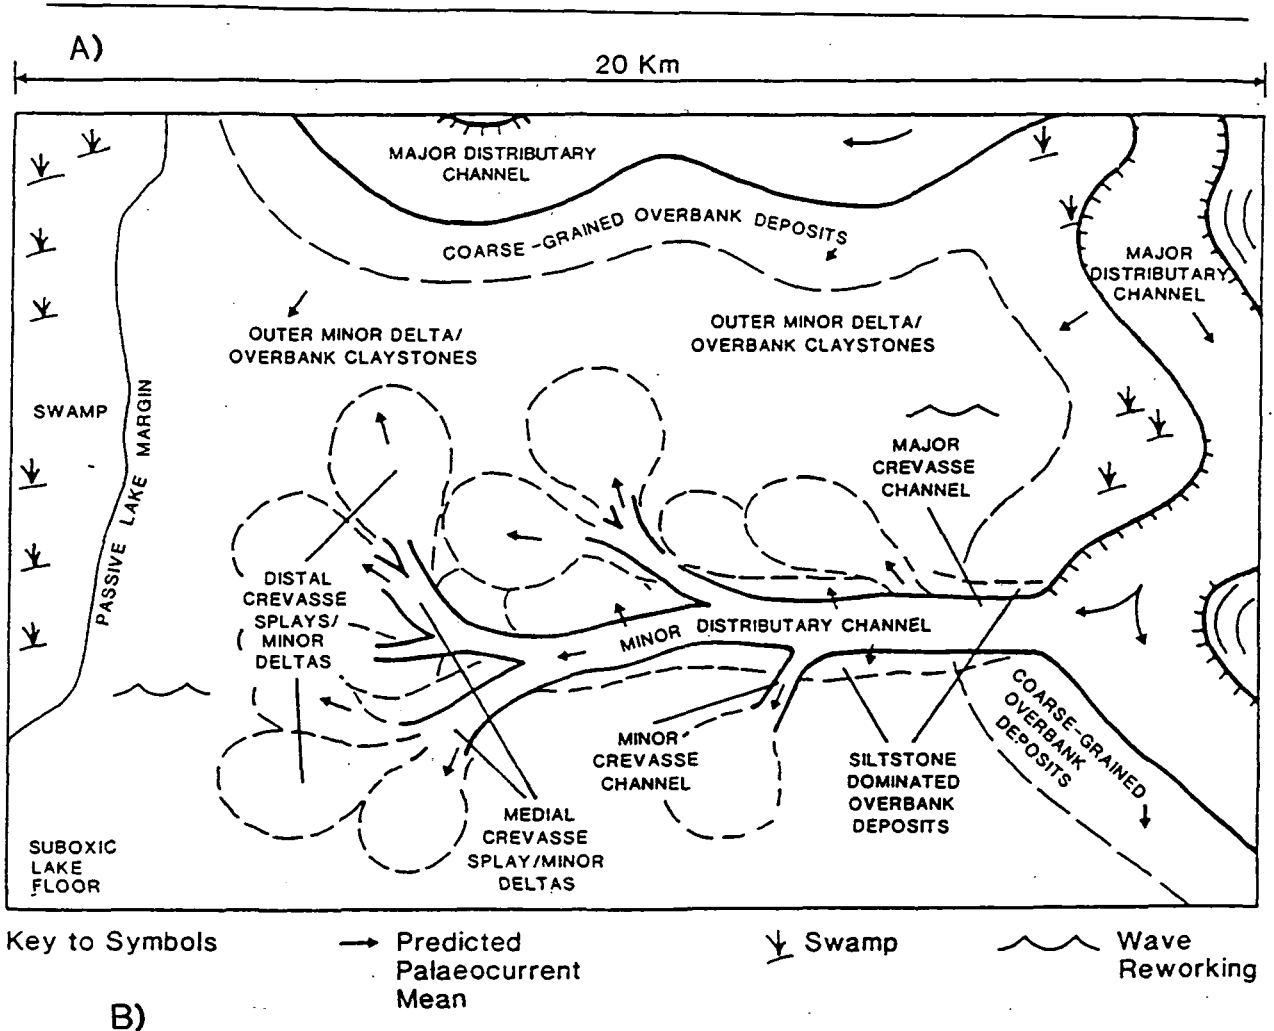 A)
20 Km
MAJOR DISTRIBUTARY
CHANNEL
COARSE-GRAINED OVERBANK DEPOSITS
MAJOR
DISTRIBUTARY
CHANNEL
OUTER MINOR DELTA/
OVERBANK CLAYSTONES
OUTER MINOR DELTA/
OVERBANK CLAYSTONES
SWAMP
PASSIVE LAKE MARGIN
MAJOR
CREVASSE
CHANNEL
DISTAL
CREVASSE
SPLAYS/
MINOR
DELTAS
MINOR DISTRIBUTARY CHANNEL
COARSE-GRAINED
OVERBANK
DEPOSITS
MINOR
CREVASSE
CHANNEL
SILTSTONE
DOMINATED
OVERBANK
DEPOSITS
MEDIAL
CREVASSE
SPLAY/MINOR
DELTAS
SUBOXIC
LAKE
FLOOR
Key to Symbols
Predicted
Palaeocurrent
Mean
Swamp
Wave
Reworking
B)